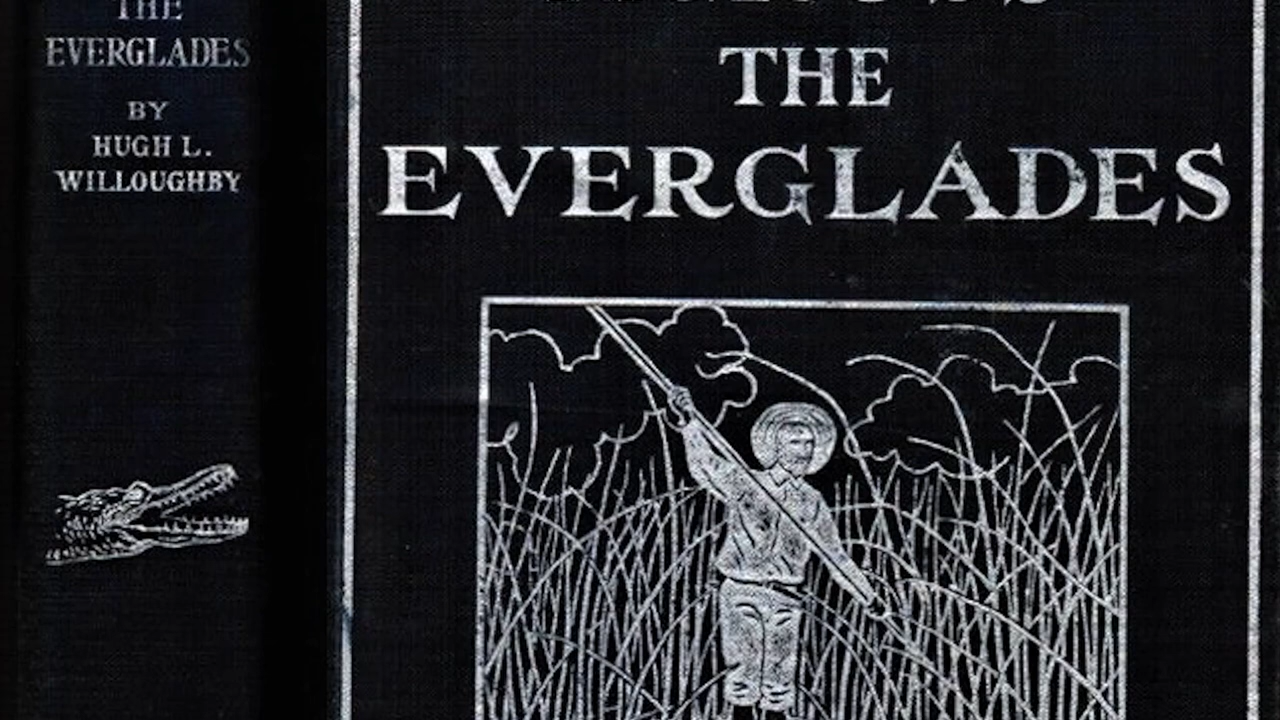 THE
EVERGLADES
BY
HUGH L.
WILLOUGHBY
THE
EVERGLADES